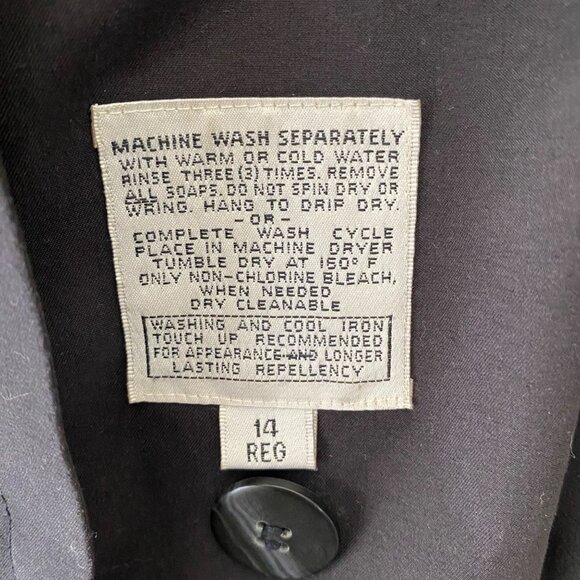 MACHINE WASH SEPARATELY
WITH WARM OR COLD WATER
RINSE THREE (3) TIMES. REMOVE
ALL SOAPS. DO NOT SPIN DRY OR
WRING. HANG TO DRIP DRY.
-OR-
COMPLETE WASH CYCLE
PLACE IN MACHINE DRYER
TUMBLE DRY AT 160° F
ONLY NON-CHLORINE BLEACH,
WHEN NEEDED
DRY CLEANABLE
WASHING AND COOL IRON
TOUCH UP RECOMMENDED
FOR APPEARANCE AND LONGER
LASTING REPELLENCY
14
REG